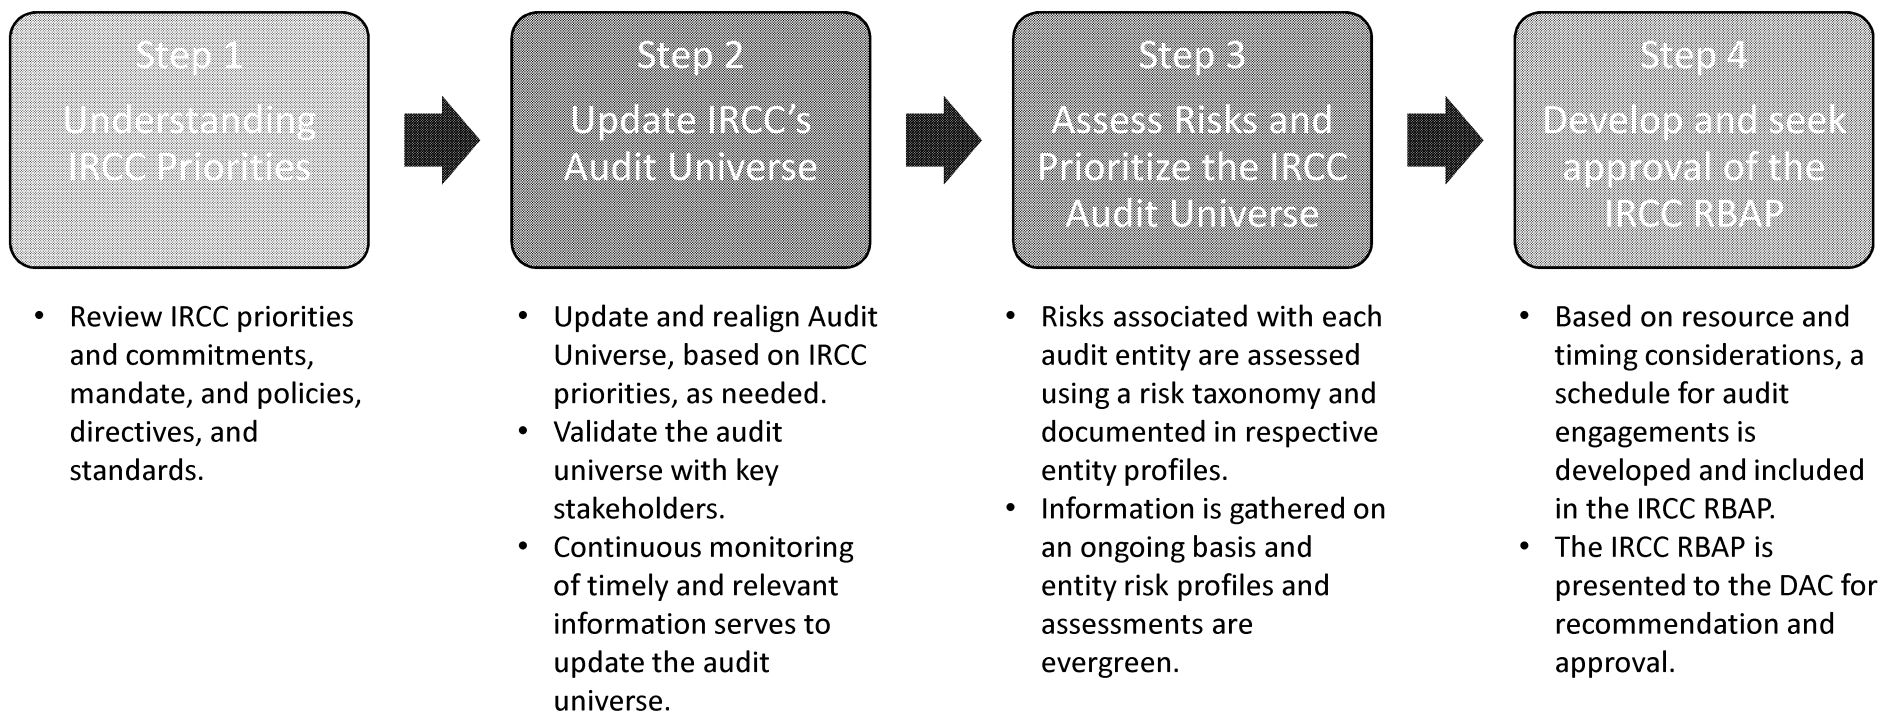 Step 1
Understanding
IRCC Priorities
• Review IRCC priorities
and commitments,
mandate, and policies,
directives, and
standards.
Step 2
Update IRCC’s
Audit Universe
• Update and realign Audit
Universe, based on IRCC
priorities, as needed.
• Validate the audit
universe with key
stakeholders.
• Continuous monitoring
of timely and relevant
information serves to
update the audit
universe.
Step 3
Assess Risks and
Prioritize the IRCC
Audit Universe
• Risks associated with each
audit entity are assessed
using a risk taxonomy and
documented in respective
entity profiles.
• Information is gathered on
an ongoing basis and
entity risk profiles and
assessments are
evergreen.
Step 4
Develop and seek
approval of the
IRCC RBAP
• Based on resource and
timing considerations, a
schedule for audit
engagements is
developed and included
in the IRCC RBAP.
• The IRCC RBAP is
presented to the DAC for
recommendation and
approval.